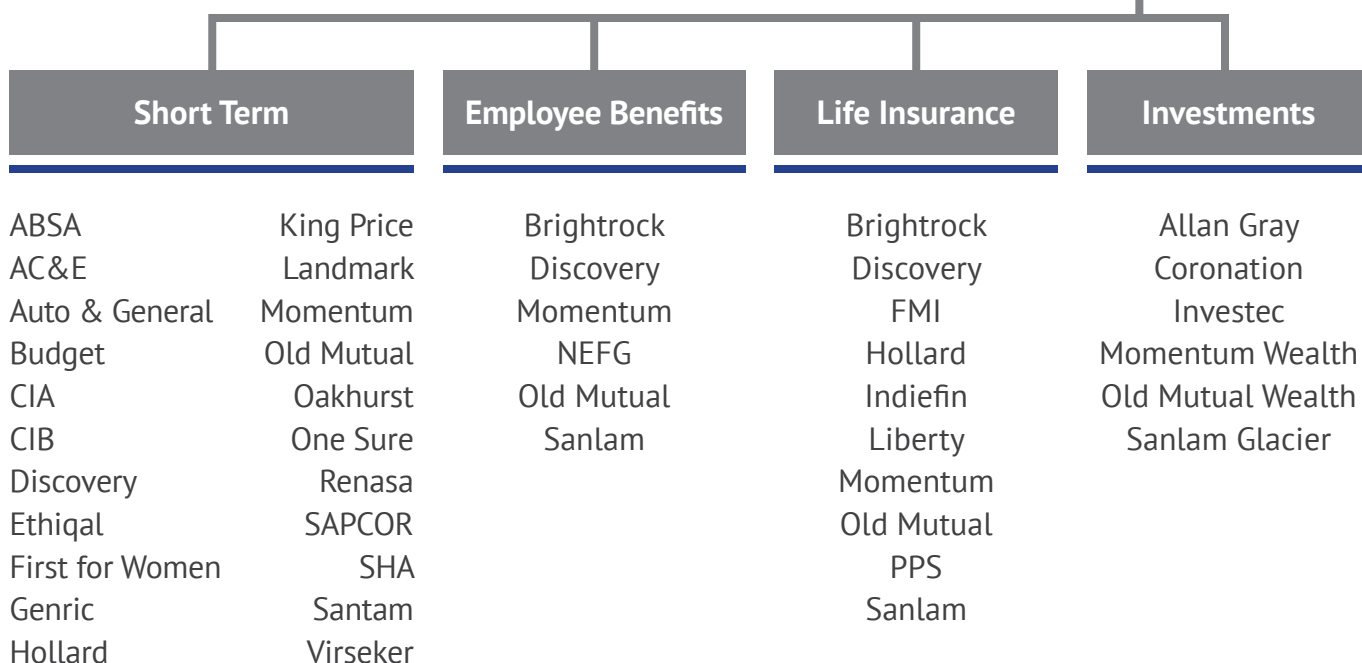 Short Term
ABSA
AC&E
Auto & General
Budget
CIA
CIB
Discovery
Ethiqal
First for Women
Genric
Hollard
King Price
Landmark
Momentum
Old Mutual
Oakhurst
One Sure
Renasa
SAPCOR
SHA
Santam
Virseker
Employee Benefits
Brightrock
Discovery
Momentum
NEFG
Old Mutual
Sanlam
Life Insurance
Brightrock
Discovery
FMI
Hollard
Indiefin
Liberty
Momentum
Old Mutual
PPS
Sanlam
Investments
Allan Gray
Coronation
Investec
Momentum Wealth
Old Mutual Wealth
Sanlam Glacier